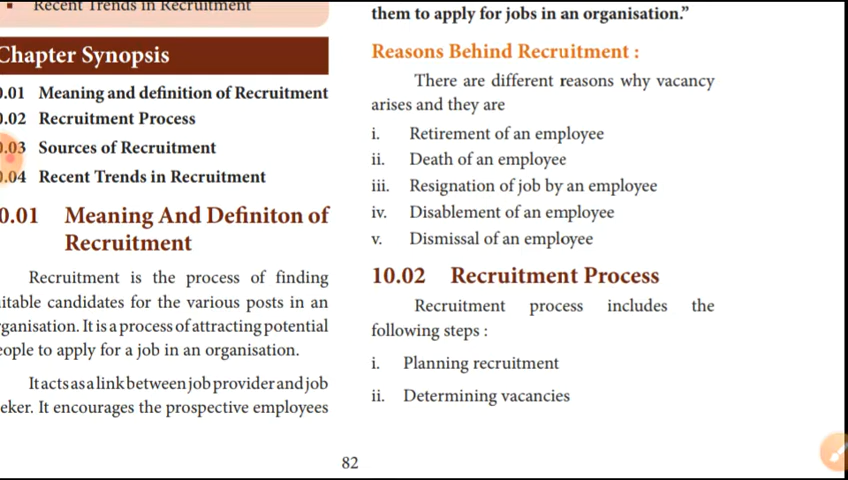 Recent Trends in Recruitment
Chapter Synopsis
.01 Meaning and definition of Recruitment
.02 Recruitment Process
.03 Sources of Recruitment
.04 Recent Trends in Recruitment
0.01 Meaning And Definiton of
Recruitment
Recruitment is the process of finding
itable candidates for the various posts in an
ganisation. It is a process of attracting potential
eople to apply for a job in an organisation.
It acts as a link between job provider and job
eker. It encourages the prospective employees
them to apply for jobs in an organisation.”
Reasons Behind Recruitment :
There are different reasons why vacancy
arises and they are
i. Retirement of an employee
ii. Death of an employee
iii. Resignation of job by an employee
iv. Disablement of an employee
v. Dismissal of an employee
10.02 Recruitment Process
Recruitment process includes the
following steps :
i. Planning recruitment
ii. Determining vacancies
82